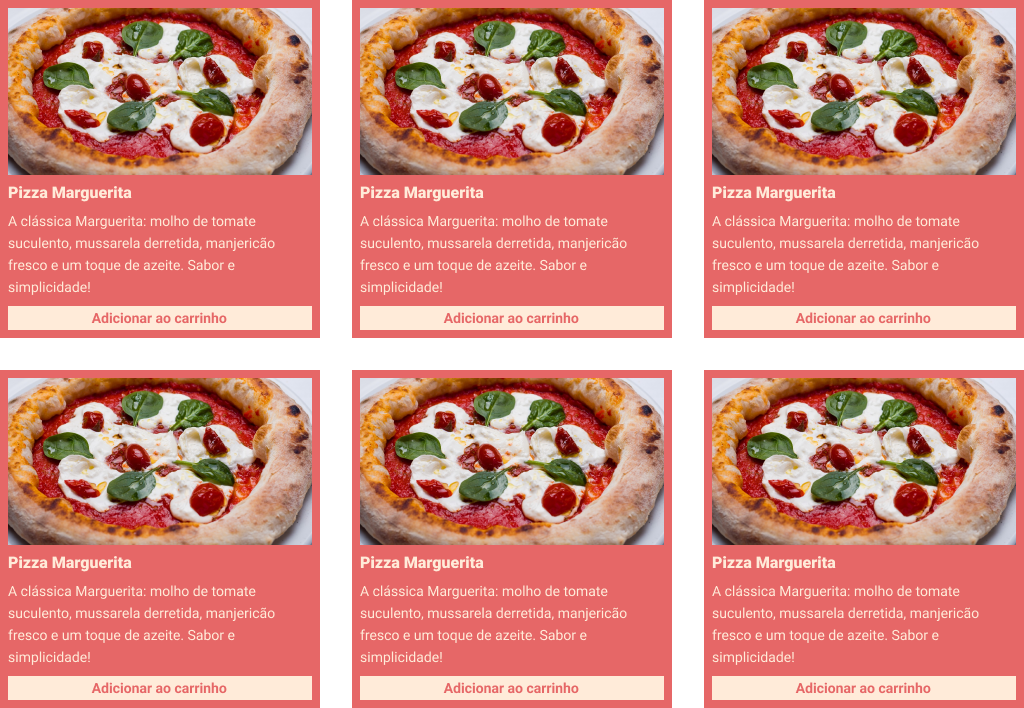 Pizza Marguerita
A clássica Marguerita: molho de tomate
suculento, mussarela derretida, manjericão
fresco e um toque de azeite. Sabor e
simplicidade!
Adicionar ao carrinho
Pizza Marguerita
A clássica Marguerita: molho de tomate
suculento, mussarela derretida, manjericão
fresco e um toque de azeite. Sabor e
simplicidade!
Adicionar ao carrinho
Pizza Marguerita
A clássica Marguerita: molho de tomate
suculento, mussarela derretida, manjericão
fresco e um toque de azeite. Sabor e
simplicidade!
Adicionar ao carrinho
Pizza Marguerita
A clássica Marguerita: molho de tomate
suculento, mussarela derretida, manjericão
fresco e um toque de azeite. Sabor e
simplicidade!
Adicionar ao carrinho
Pizza Marguerita
A clássica Marguerita: molho de tomate
suculento, mussarela derretida, manjericão
fresco e um toque de azeite. Sabor e
simplicidade!
Adicionar ao carrinho
Pizza Marguerita
A clássica Marguerita: molho de tomate
suculento, mussarela derretida, manjericão
fresco e um toque de azeite. Sabor e
simplicidade!
Adicionar ao carrinho